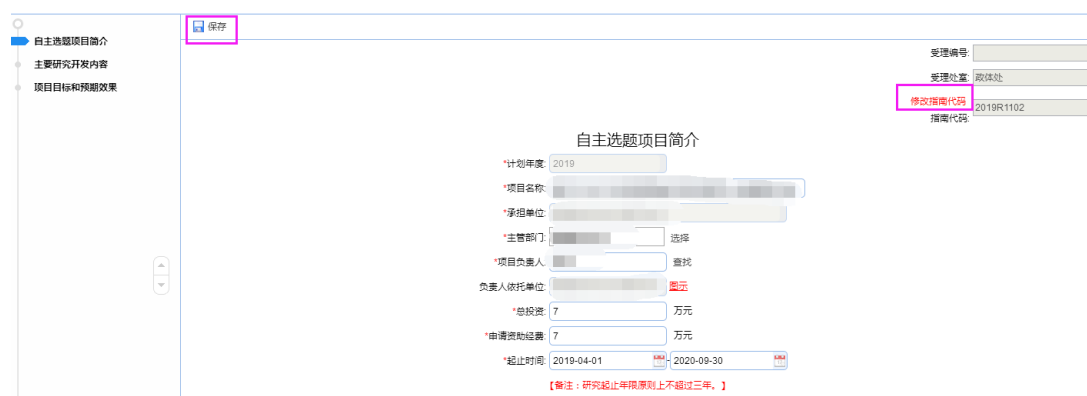 保存
自主选题项目简介
主要研究开发内容
项目目标和预期效果
受理编号:
受理处室: 政体处
修改指南代码
指南代码: 2019R1102
自主选题项目简介
*计划年度: 2019
*项目名称:
*承担单位:
*主管部门: 选择
*项目负责人: 查找
负责人依托单位:
*总投资: 7 万元
*申请资助经费: 7 万元
*起止时间: 2019-04-01 - 2020-09-30
【备注：研究起止年限原则上不超过三年。】